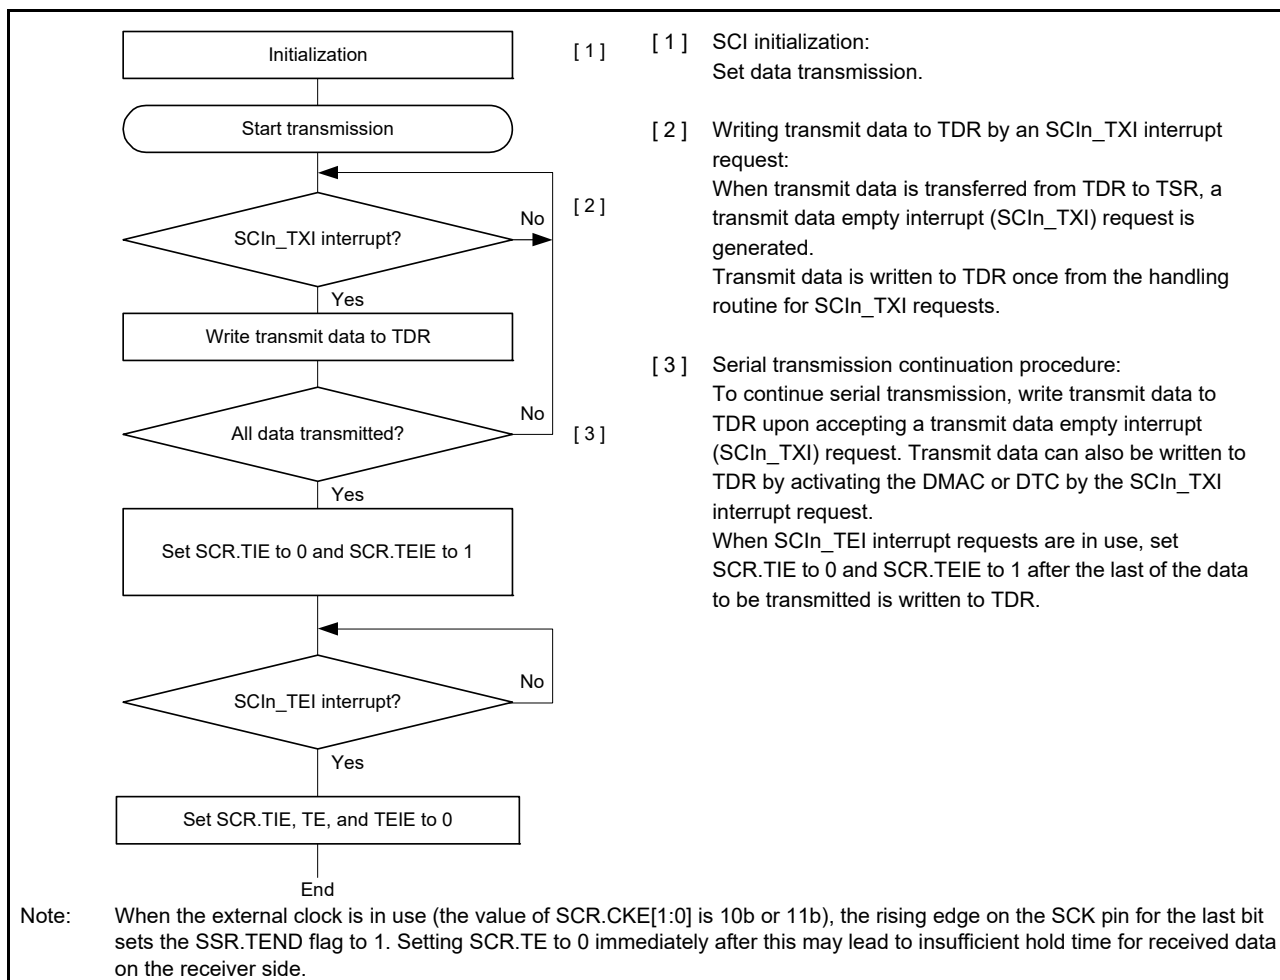 Initialization
[ 1 ]
Start transmission
[ 2 ]
No
SCIn_TXI interrupt?
Yes
Write transmit data to TDR
No
All data transmitted?
[ 3 ]
Yes
Set SCR.TIE to 0 and SCR.TEIE to 1
No
SCIn_TEI interrupt?
Yes
Set SCR.TIE, TE, and TEIE to 0
End
[ 1 ] SCI initialization:
Set data transmission.
[ 2 ] Writing transmit data to TDR by an SCIn_TXI interrupt
request:
When transmit data is transferred from TDR to TSR, a
transmit data empty interrupt (SCIn_TXI) request is
generated.
Transmit data is written to TDR once from the handling
routine for SCIn_TXI requests.
[ 3 ] Serial transmission continuation procedure:
To continue serial transmission, write transmit data to
TDR upon accepting a transmit data empty interrupt
(SCIn_TXI) request. Transmit data can also be written to
TDR by activating the DMAC or DTC by the SCIn_TXI
interrupt request.
When SCIn_TEI interrupt requests are in use, set
SCR.TIE to 0 and SCR.TEIE to 1 after the last of the data
to be transmitted is written to TDR.
Note: When the external clock is in use (the value of SCR.CKE[1:0] is 10b or 11b), the rising edge on the SCK pin for the last bit
sets the SSR.TEND flag to 1. Setting SCR.TE to 0 immediately after this may lead to insufficient hold time for received data
on the receiver side.